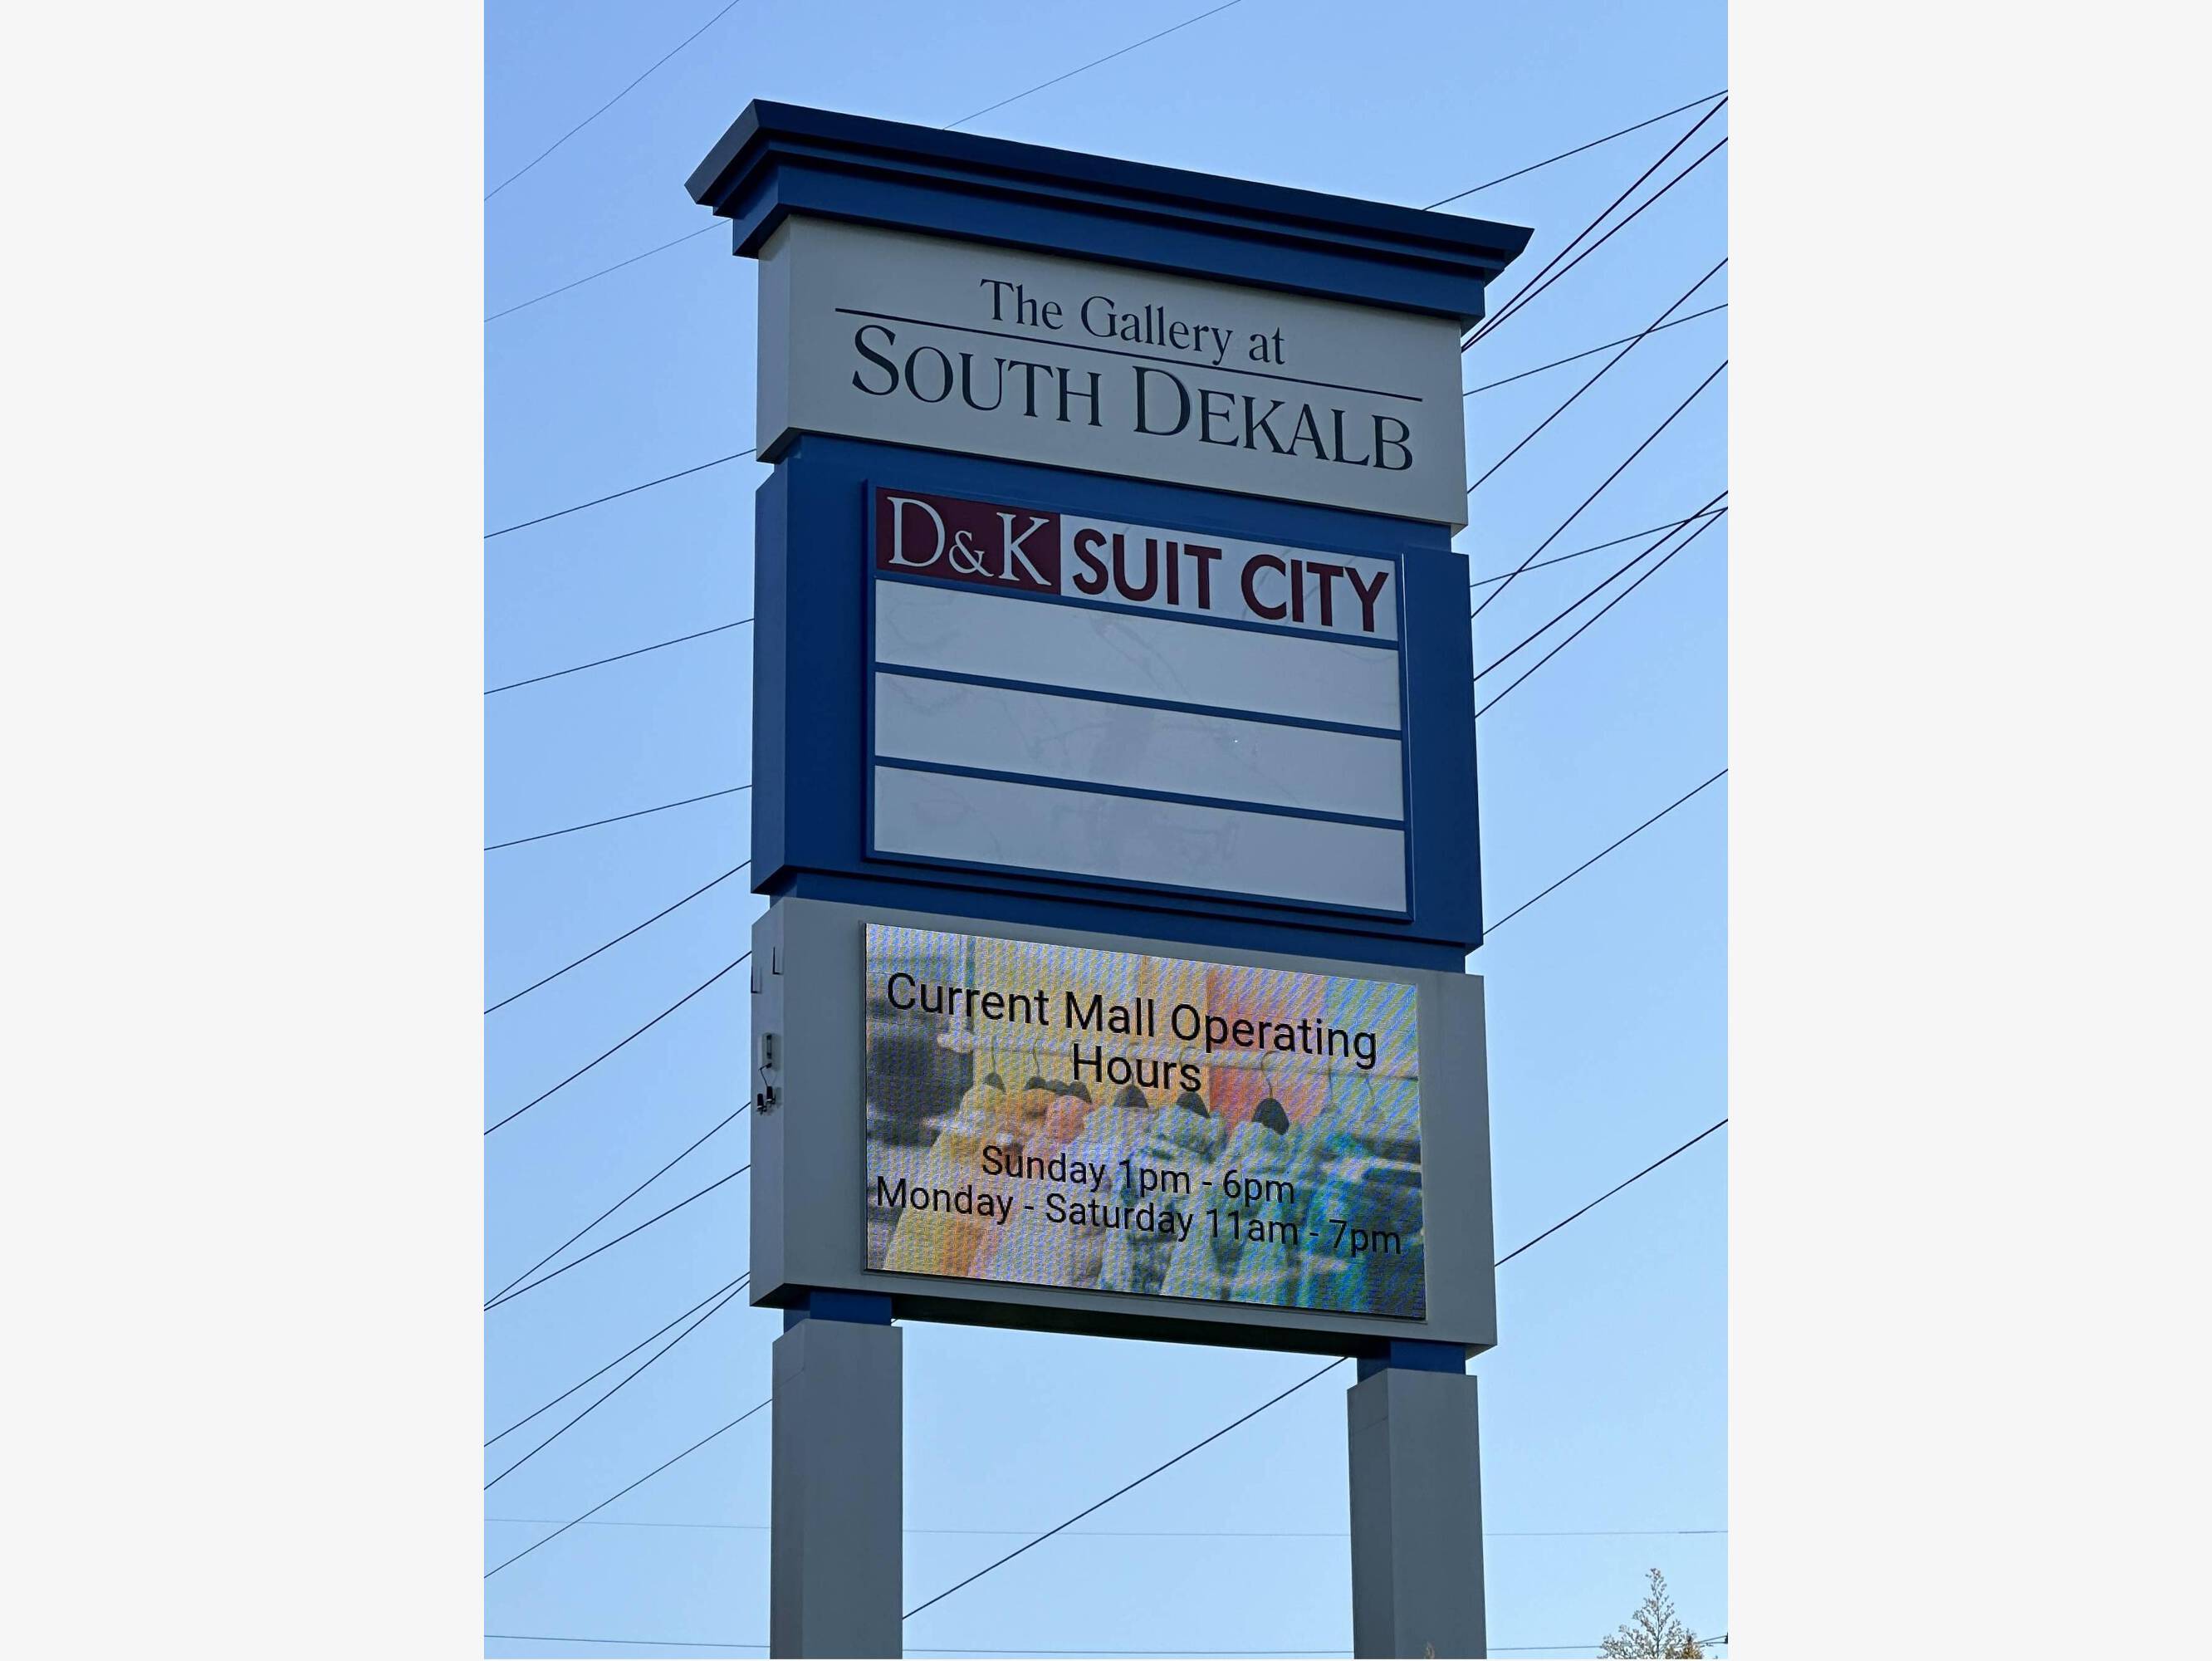 The Gallery at
SOUTH DEKALB
D&K SUIT CITY
Current Mall Operating
Hours
Sunday 1pm - 6pm
Monday - Saturday 11am - 7pm